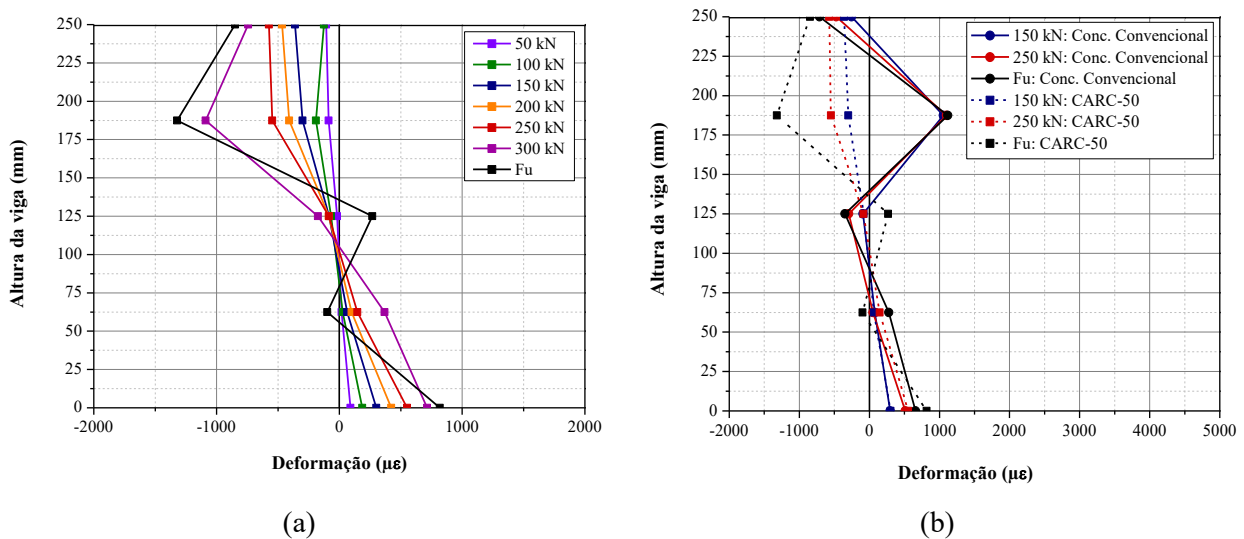 250
225
200
175
150
125
100
75
50
25
0
Altura da viga (mm)
-2000
-1000
0
1000
2000
Deformação (με)
50 kN
100 kN
150 kN
200 kN
250 kN
300 kN
Fu
(a)
250
225
200
175
150
125
100
75
50
25
0
Altura da viga (mm)
-2000
-1000
0
1000
2000
3000
4000
5000
Deformação (με)
150 kN: Conc. Convencional
250 kN: Conc. Convencional
Fu: Conc. Convencional
150 kN: CARC-50
250 kN: CARC-50
Fu: CARC-50
(b)